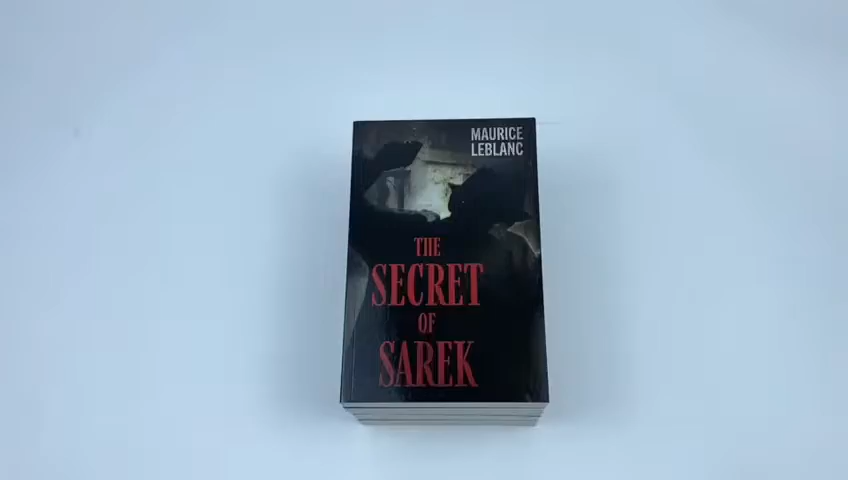 MAURICE
LEBLANC
THE
SECRET
OF
SAREK